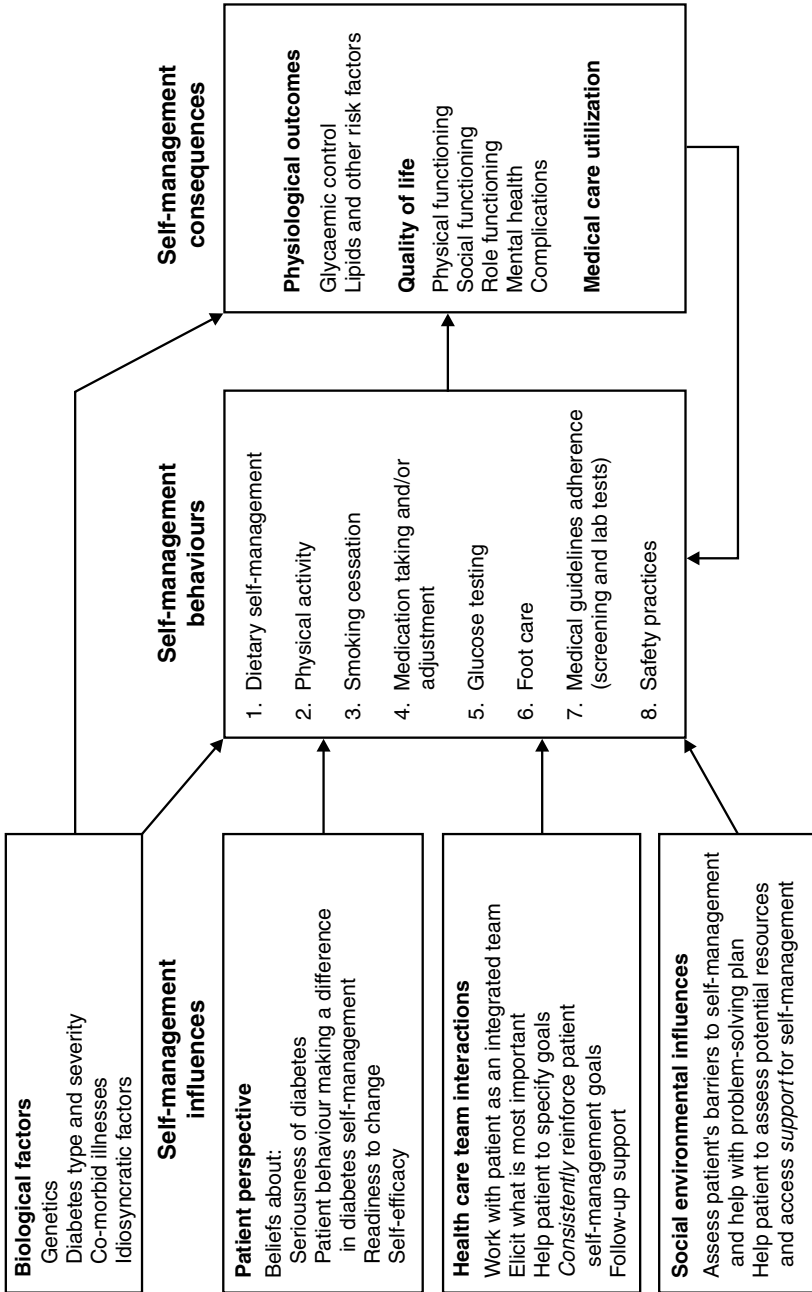 Biological factors
Genetics
Diabetes type and severity
Co-morbid illnesses
Idiosyncratic factors
Self-management
influences
Patient perspective
Beliefs about:
Seriousness of diabetes
Patient behaviour making a difference
in diabetes self-management
Readiness to change
Self-efficacy
Health care team interactions
Work with patient as an integrated team
Elicit what is most important
Help patient to specify goals
Consistently reinforce patient
self-management goals
Follow-up support
Social environmental influences
Assess patient's barriers to self-management
and help with problem-solving plan
Help patient to assess potential resources
and access support for self-management
Self-management
behaviours
1. Dietary self-management
2. Physical activity
3. Smoking cessation
4. Medication taking and/or
adjustment
5. Glucose testing
6. Foot care
7. Medical guidelines adherence
(screening and lab tests)
8. Safety practices
Self-management
consequences
Physiological outcomes
Glycaemic control
Lipids and other risk factors
Quality of life
Physical functioning
Social functioning
Role functioning
Mental health
Complications
Medical care utilization